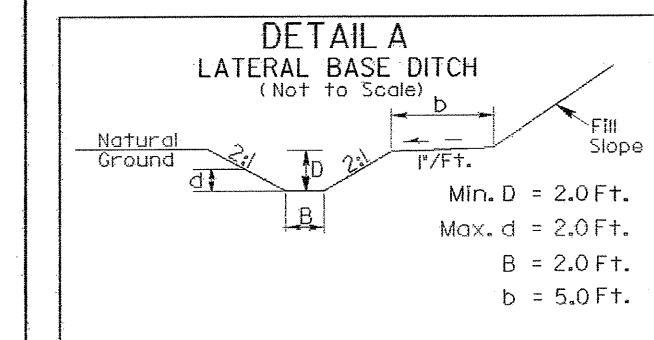 DETAIL A
LATERAL BASE DITCH
(Not to Scale)
b
Natural
Ground
2:1
D
2:1
1"/Ft.
Fill
Slope
d
B
Min. D = 2.0 Ft.
Max. d = 2.0 Ft.
B = 2.0 Ft.
b = 5.0 Ft.